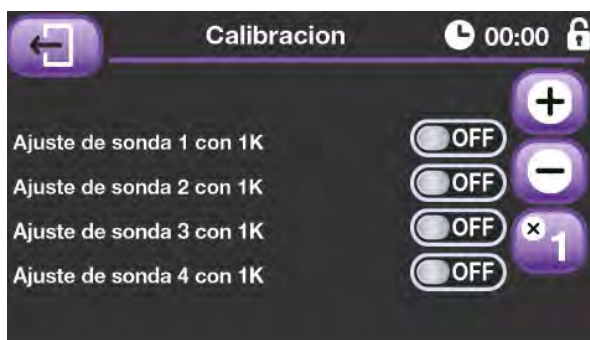 Calibracion 00:00
Ajuste de sonda 1 con 1K OFF
Ajuste de sonda 2 con 1K OFF
Ajuste de sonda 3 con 1K OFF
Ajuste de sonda 4 con 1K OFF
×1